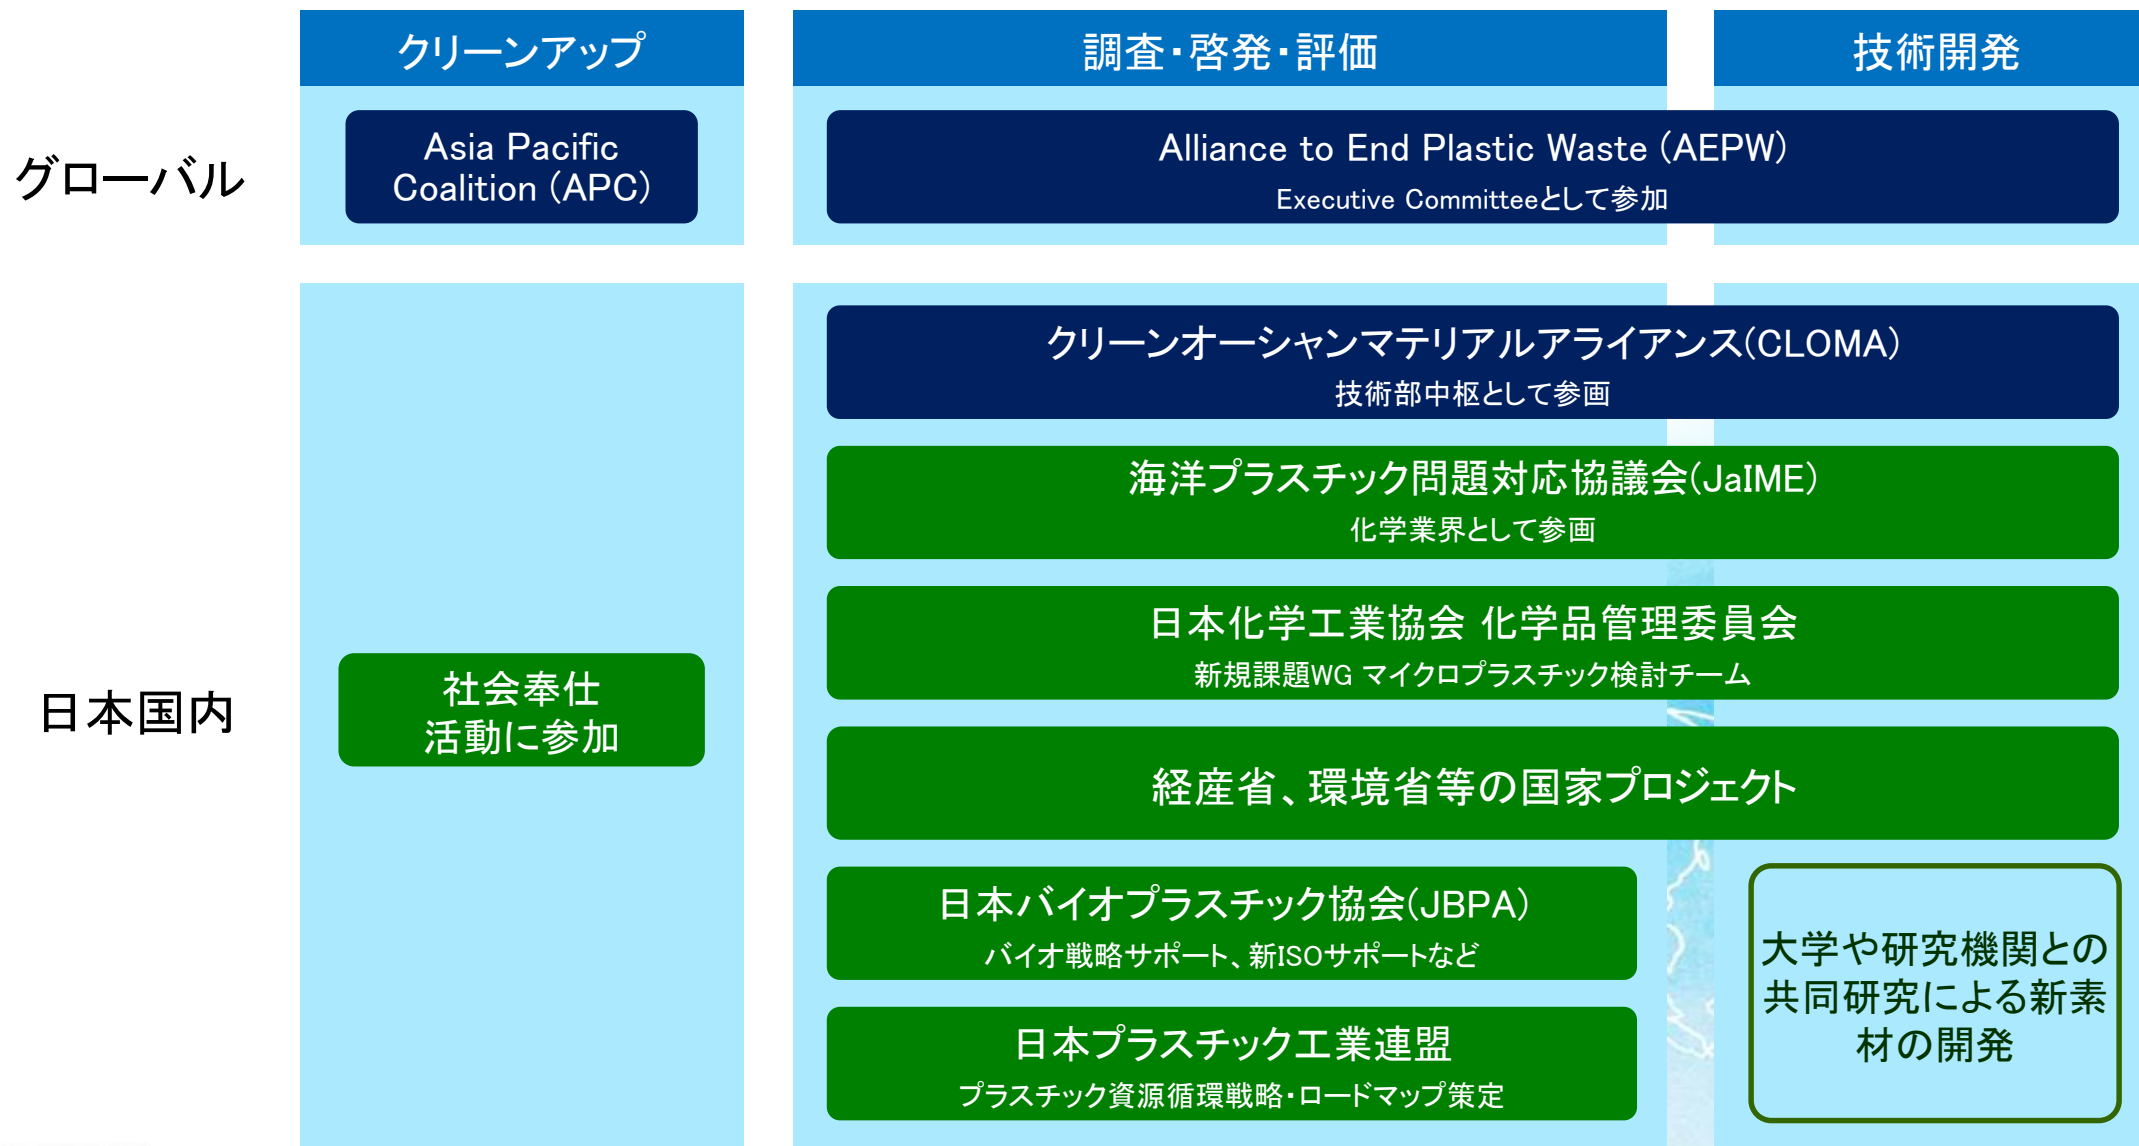 クリーンアップ
調査・啓発・評価
技術開発
グローバル
Asia Pacific
Coalition (APC)
Alliance to End Plastic Waste (AEPW)
Executive Committeeとして参加
日本国内
社会奉仕
活動に参加
クリーンオーシャンマテリアルアライアンス(CLOMA)
技術部中枢として参画
海洋プラスチック問題対応協議会(JaIME)
化学業界として参画
日本化学工業協会 化学品管理委員会
新規課題WG マイクロプラスチック検討チーム
経産省、環境省等の国家プロジェクト
日本バイオプラスチック協会(JBPA)
バイオ戦略サポート、新ISOサポートなど
日本プラスチック工業連盟
プラスチック資源循環戦略・ロードマップ策定
大学や研究機関との
共同研究による新素
材の開発